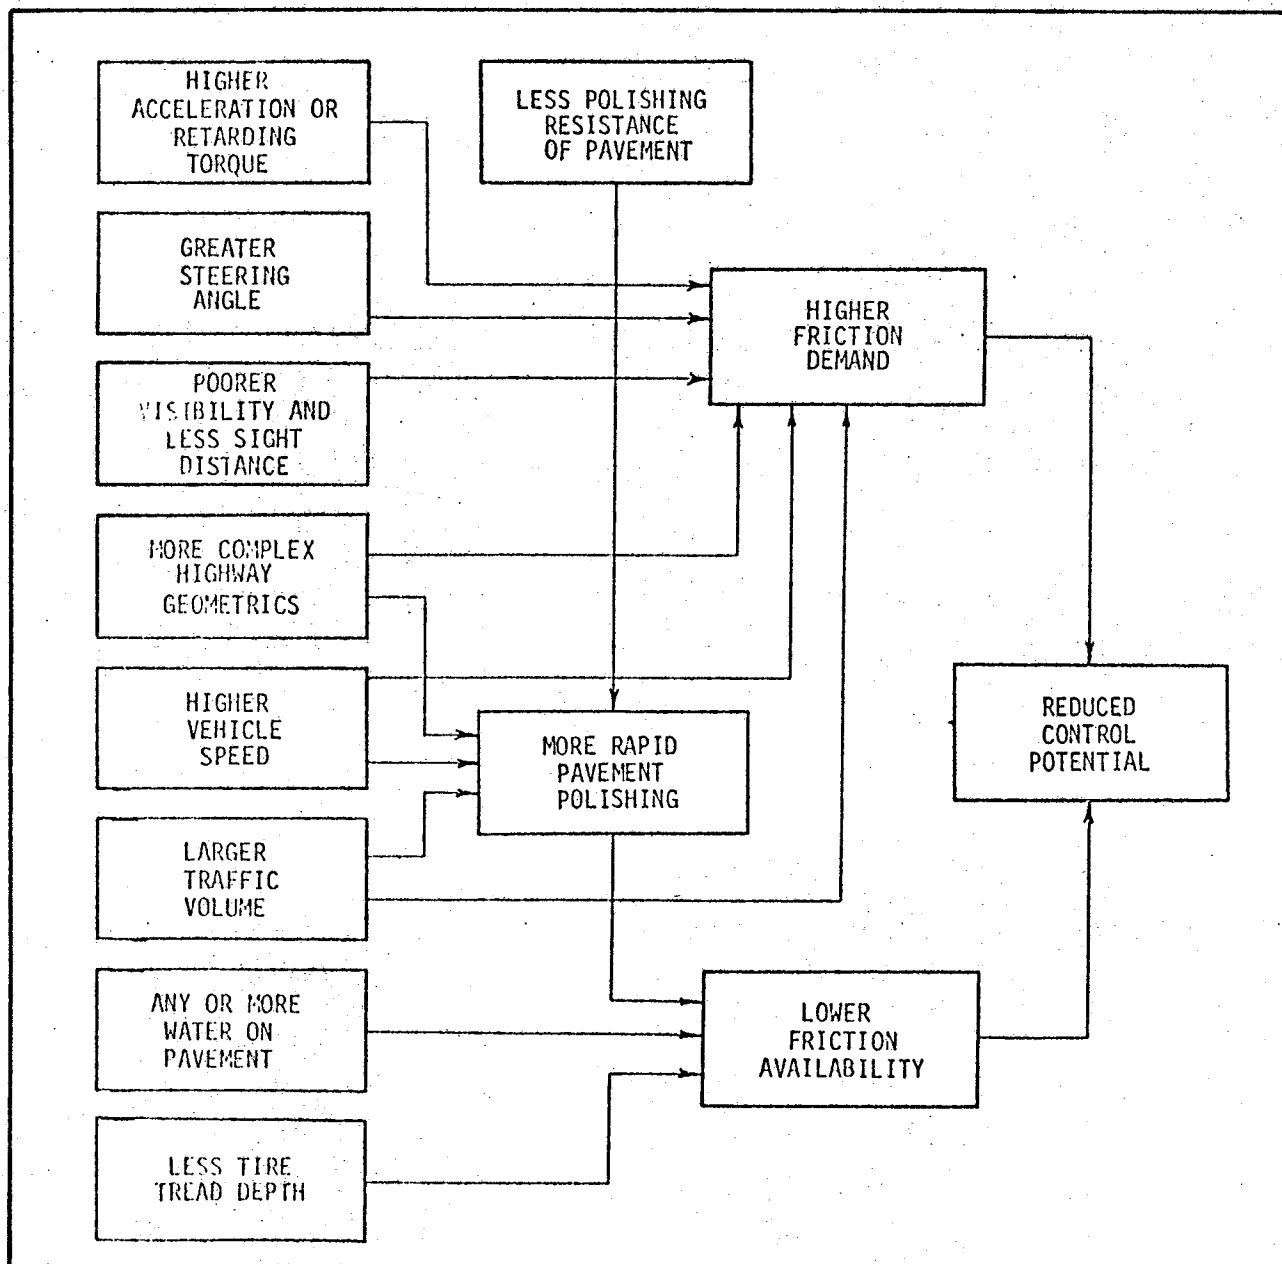 HIGHER
ACCELERATION OR
RETARDING
TORQUE
LESS POLISHING
RESISTANCE
OF PAVEMENT
GREATER
STEERING
ANGLE
HIGHER
FRICTION
DEMAND
POORER
VISIBILITY AND
LESS SIGHT
DISTANCE
MORE COMPLEX
HIGHWAY
GEOMETRICS
HIGHER
VEHICLE
SPEED
MORE RAPID
PAVEMENT
POLISHING
REDUCED
CONTROL
POTENTIAL
LARGER
TRAFFIC
VOLUME
ANY OR MORE
WATER ON
PAVEMENT
LOWER
FRICTION
AVAILABILITY
LESS TIRE
TREAD DEPTH